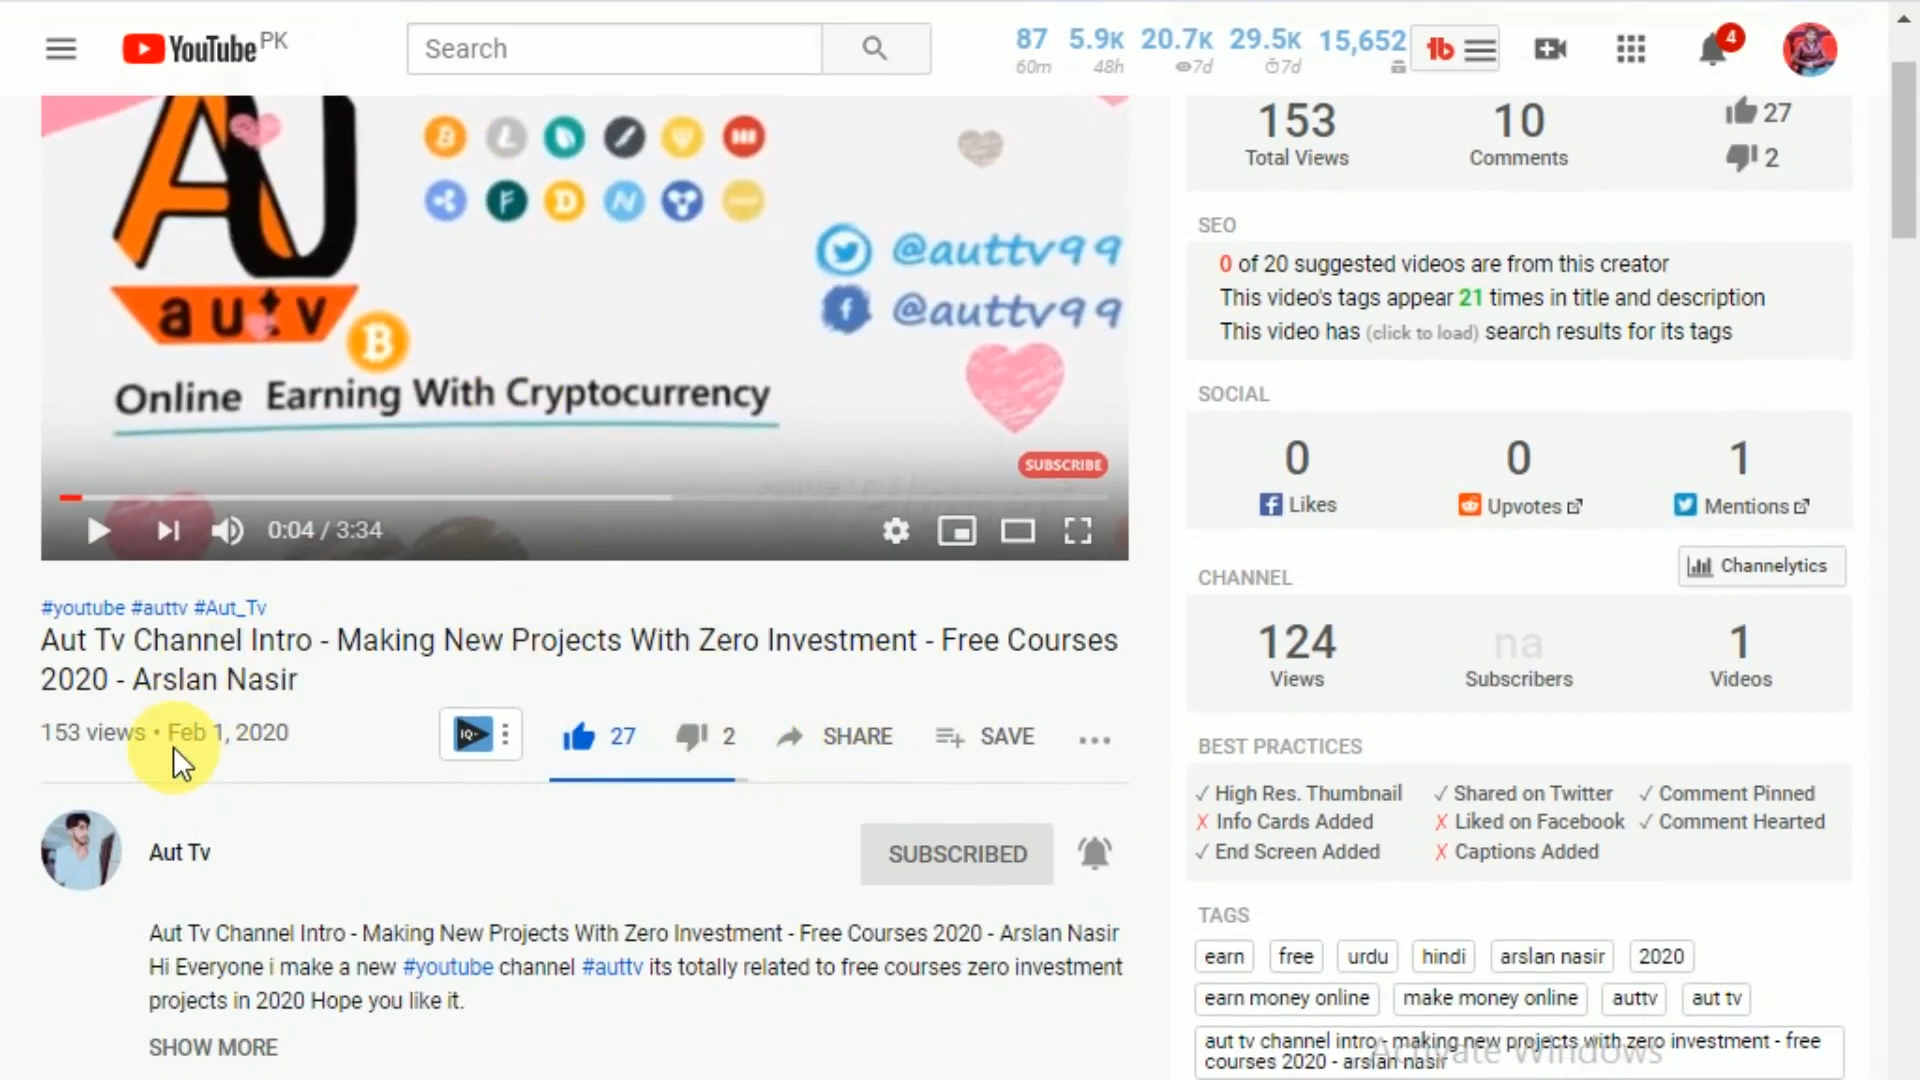 YouTube PK
Search
87 5.9K 20.7K 29.5K 15,652
60m 48h 7d 7d
4
AU
autv
@auttv99
@auttv99
Online Earning With Cryptocurrency
SUBSCRIBE
0:04 / 3:34
#youtube #auttv #Aut_Tv
Aut Tv Channel Intro - Making New Projects With Zero Investment - Free Courses
2020 - Arslan Nasir
153 views • Feb 1, 2020
IQ
27 2 SHARE SAVE
Aut Tv
SUBSCRIBED
Aut Tv Channel Intro - Making New Projects With Zero Investment - Free Courses 2020 - Arslan Nasir
Hi Everyone i make a new #youtube channel #auttv its totally related to free courses zero investment
projects in 2020 Hope you like it.
SHOW MORE
153 10 27
Total Views Comments 2
SEO
0 of 20 suggested videos are from this creator
This video's tags appear 21 times in title and description
This video has (click to load) search results for its tags
SOCIAL
0 0 1
Likes Upvotes Mentions
CHANNEL Channelytics
124 na 1
Views Subscribers Videos
BEST PRACTICES
✓ High Res. Thumbnail ✓ Shared on Twitter ✓ Comment Pinned
✗ Info Cards Added ✗ Liked on Facebook ✓ Comment Hearted
✓ End Screen Added ✗ Captions Added
TAGS
earn free urdu hindi arslan nasir 2020
earn money online make money online auttv aut tv
aut tv channel intro - making new projects with zero investment - free
courses 2020 - arslan nasir
Activate Windows